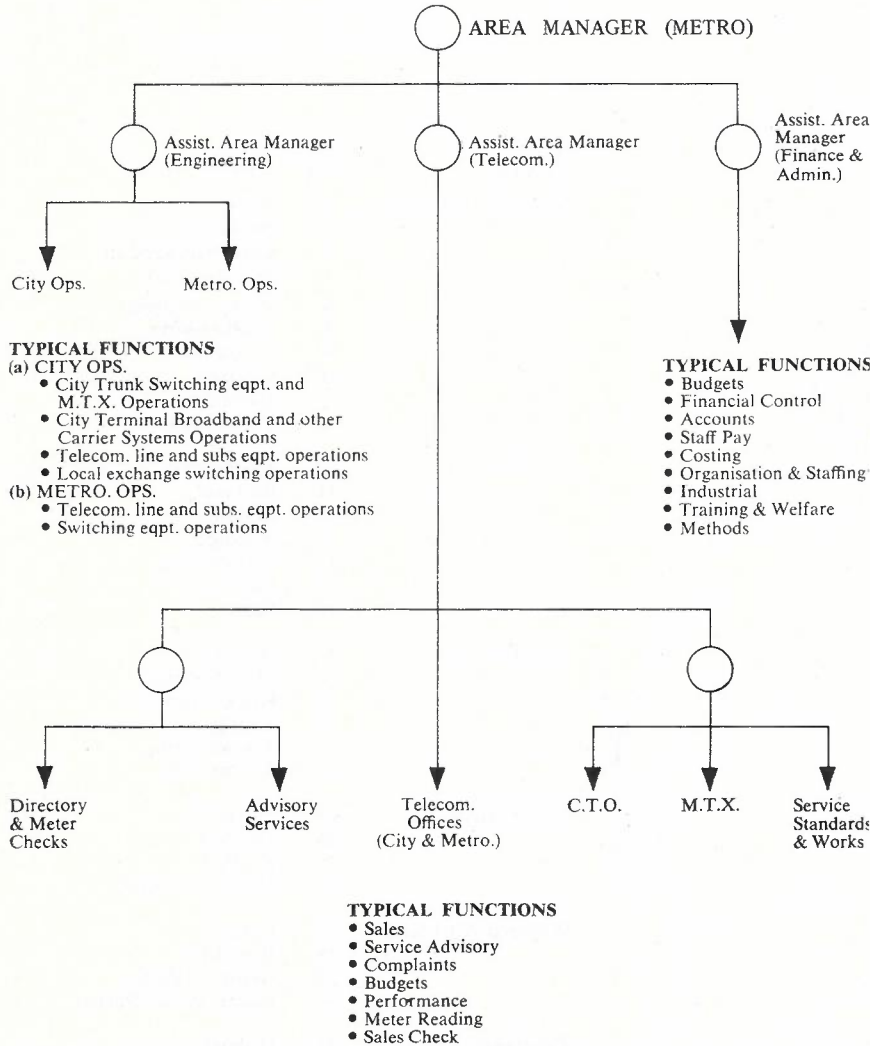 AREA MANAGER (METRO)
Assist. Area Manager
(Engineering)
Assist. Area Manager
(Telecom.)
Assist. Area
Manager
(Finance &
Admin.)
City Ops.
Metro. Ops.
TYPICAL FUNCTIONS
(a) CITY OPS.
• City Trunk Switching eqpt. and
M.T.X. Operations
• City Terminal Broadband and other
Carrier Systems Operations
• Telecom. line and subs eqpt. operations
• Local exchange switching operations
(b) METRO. OPS.
• Telecom. line and subs. eqpt. operations
• Switching eqpt. operations
TYPICAL FUNCTIONS
• Budgets
• Financial Control
• Accounts
• Staff Pay
• Costing
• Organisation & Staffing
• Industrial
• Training & Welfare
• Methods
Directory
& Meter
Checks
Advisory
Services
Telecom.
Offices
(City & Metro.)
C.T.O.
M.T.X.
Service
Standards
& Works
TYPICAL FUNCTIONS
• Sales
• Service Advisory
• Complaints
• Budgets
• Performance
• Meter Reading
• Sales Check